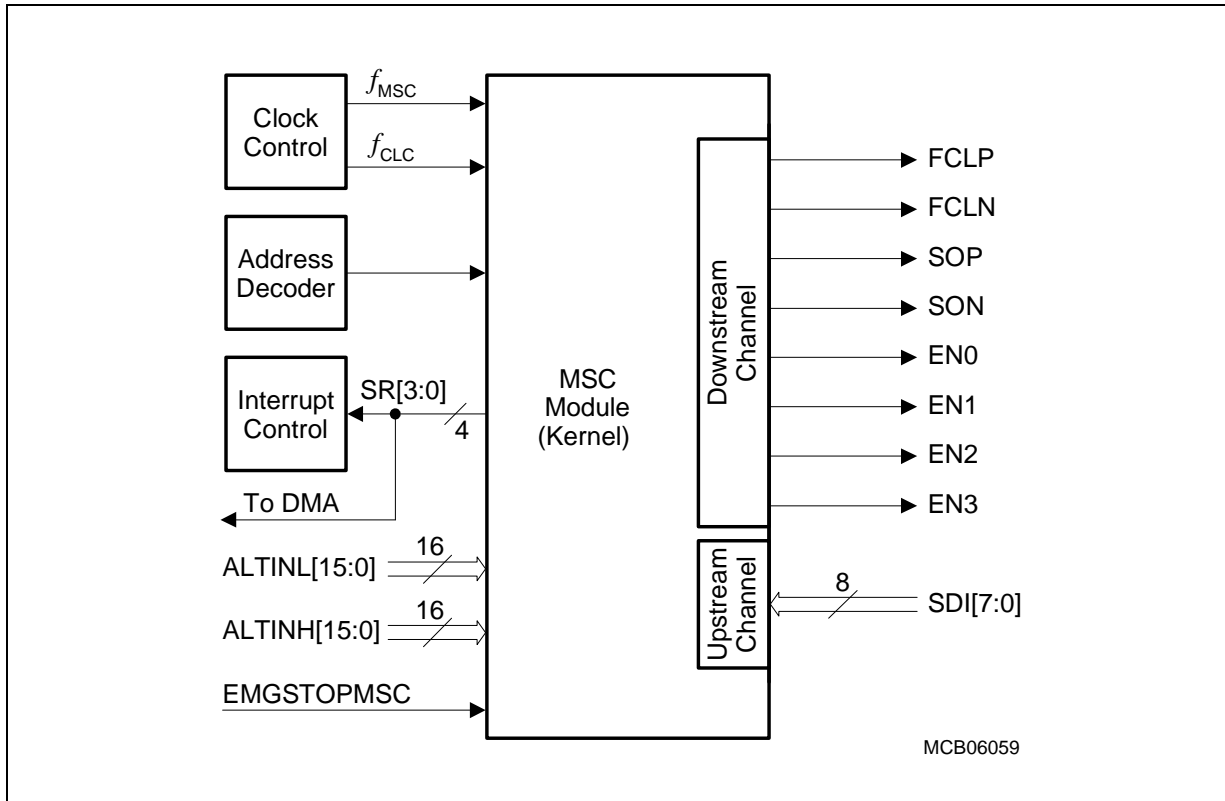 Clock
Control
fMSC
fCLC
Address
Decoder
Interrupt
Control
SR[3:0]
4
To DMA
ALTINL[15:0]
16
ALTINH[15:0]
16
EMGSTOPMSC
MSC
Module
(Kernel)
Downstream
Channel
Upstream
Channel
FCLP
FCLN
SOP
SON
EN0
EN1
EN2
EN3
8
SDI[7:0]
MCB06059